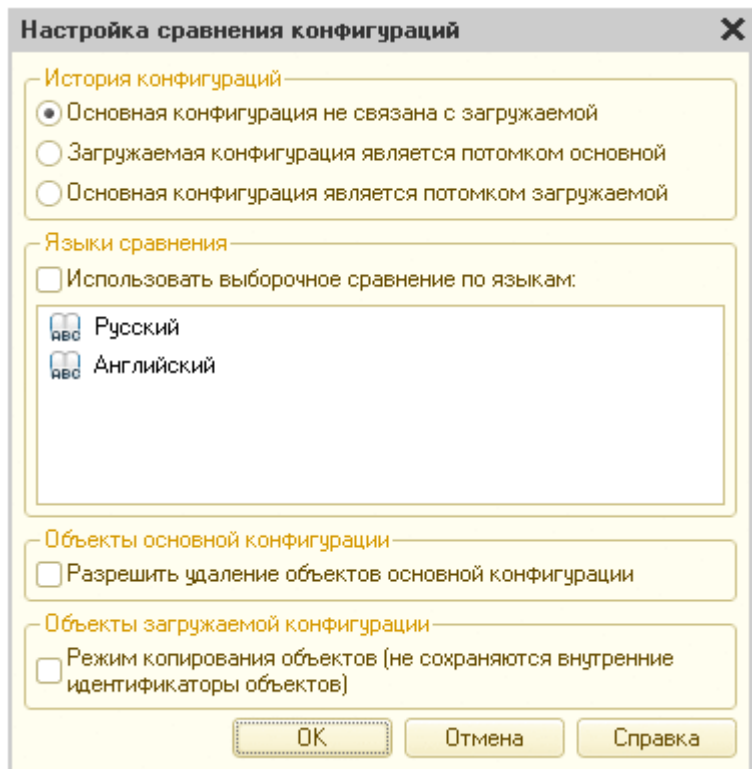 Настройка сравнения конфигураций
История конфигураций
Основная конфигурация не связана с загружаемой
Загружаемая конфигурация является потомком основной
Основная конфигурация является потомком загружаемой
Языки сравнения
Использовать выборочное сравнение по языкам:
ABC Русский
ABC Английский
Объекты основной конфигурации
Разрешить удаление объектов основной конфигурации
Объекты загружаемой конфигурации
Режим копирования объектов (не сохраняются внутренние
идентификаторы объектов)
OK Отмена Справка